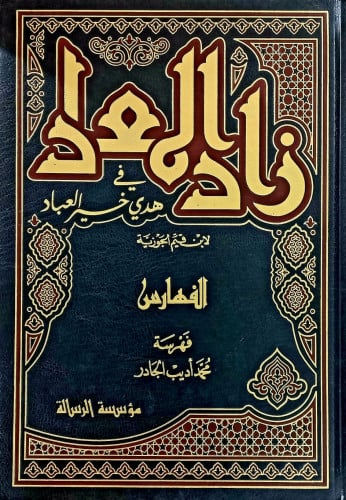 زاد المعاد
في
هدي خير العباد
لابن قيم الجوزية
الفهارس
فهرسة
محمد أديب الجادر
مؤسسة الرسالة